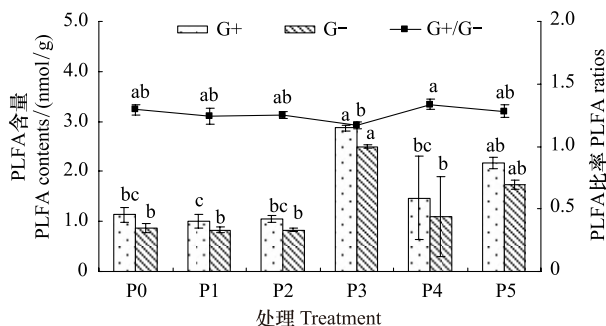 G+ G− G+/G−
PLFA含量
PLFA contents/(nmol/g)
5.0
4.0
3.0
2.0
1.0
0
2.0
1.5
1.0
0.5
0.0
PLFA比率 PLFA ratios
ab ab ab a b a ab
a
bc b c b bc b bc b ab ab
P0 P1 P2 P3 P4 P5
处理 Treatment